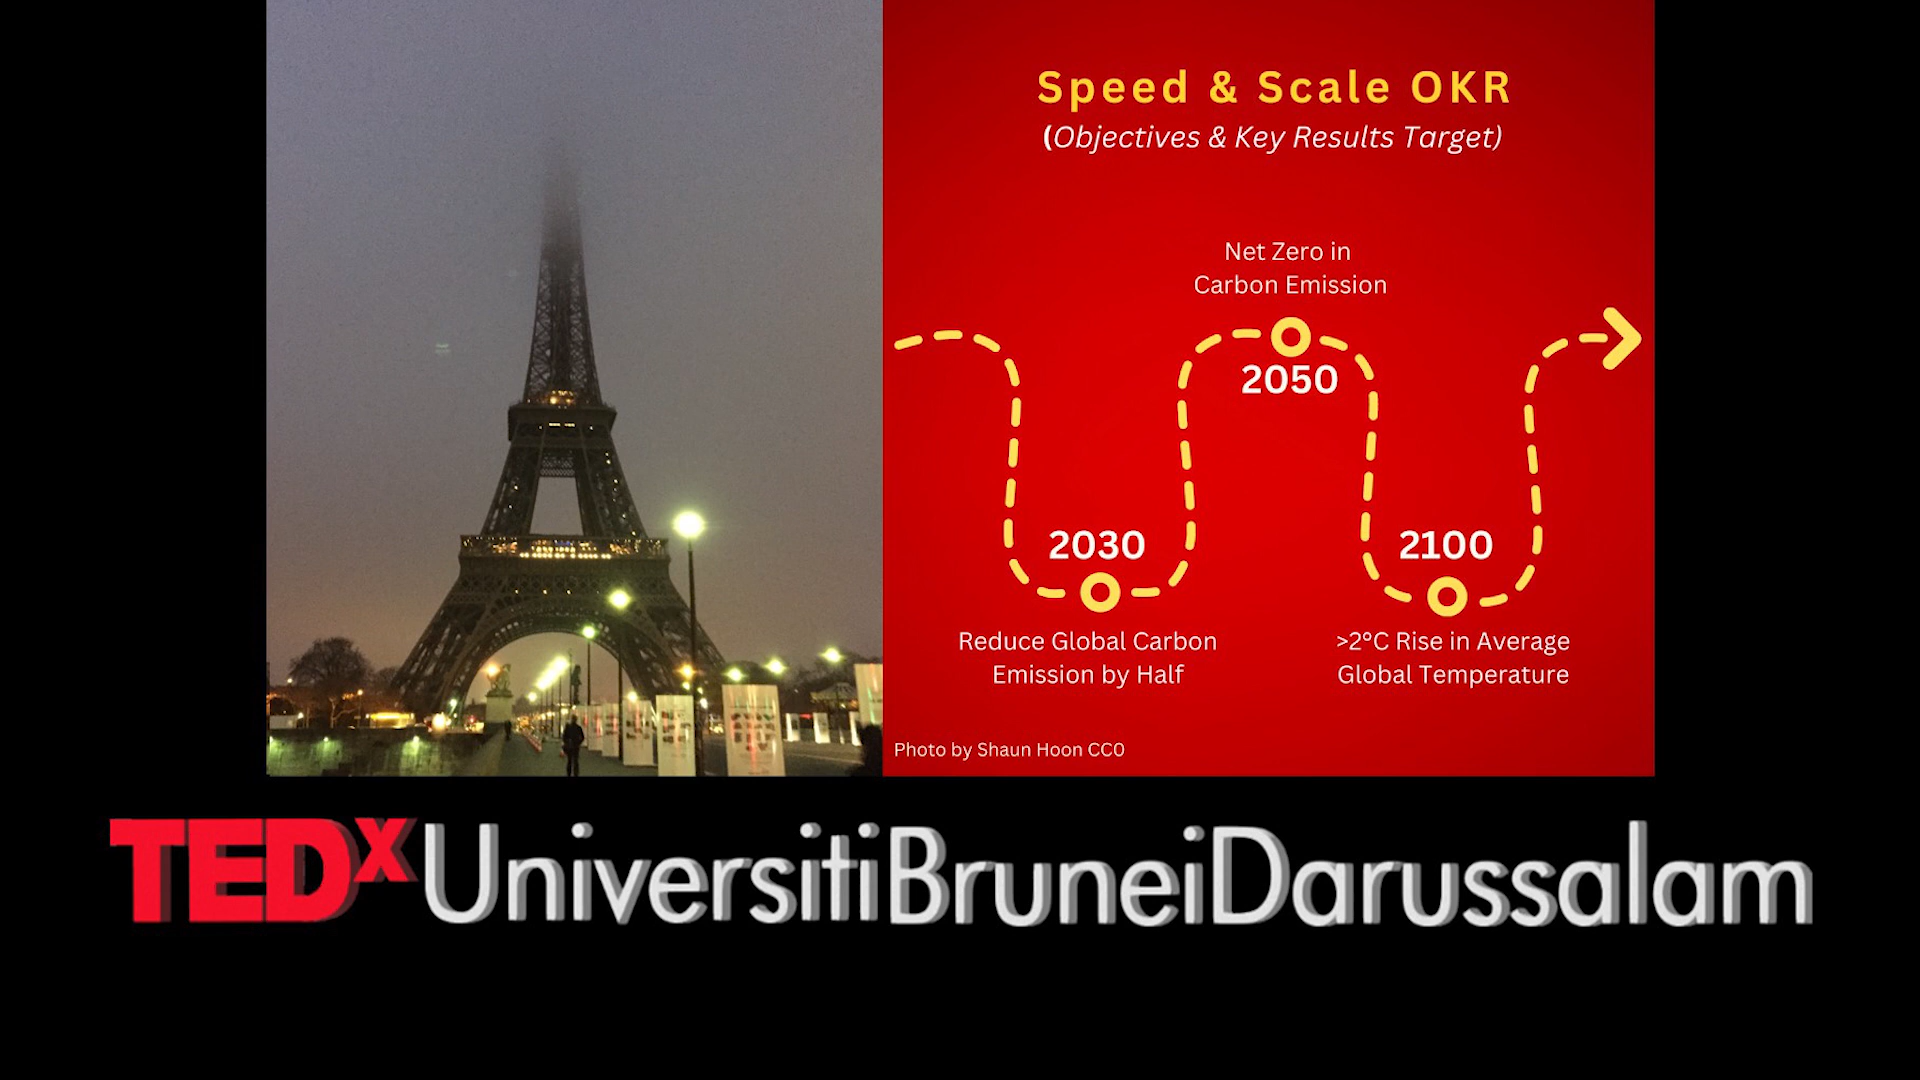 Speed & Scale OKR
(Objectives & Key Results Target)
Net Zero in
Carbon Emission
2050
2030
Reduce Global Carbon
Emission by Half
2100
>2°C Rise in Average
Global Temperature
Photo by Shaun Hoon CC0
TEDxUniversitiBruneiDarussalam